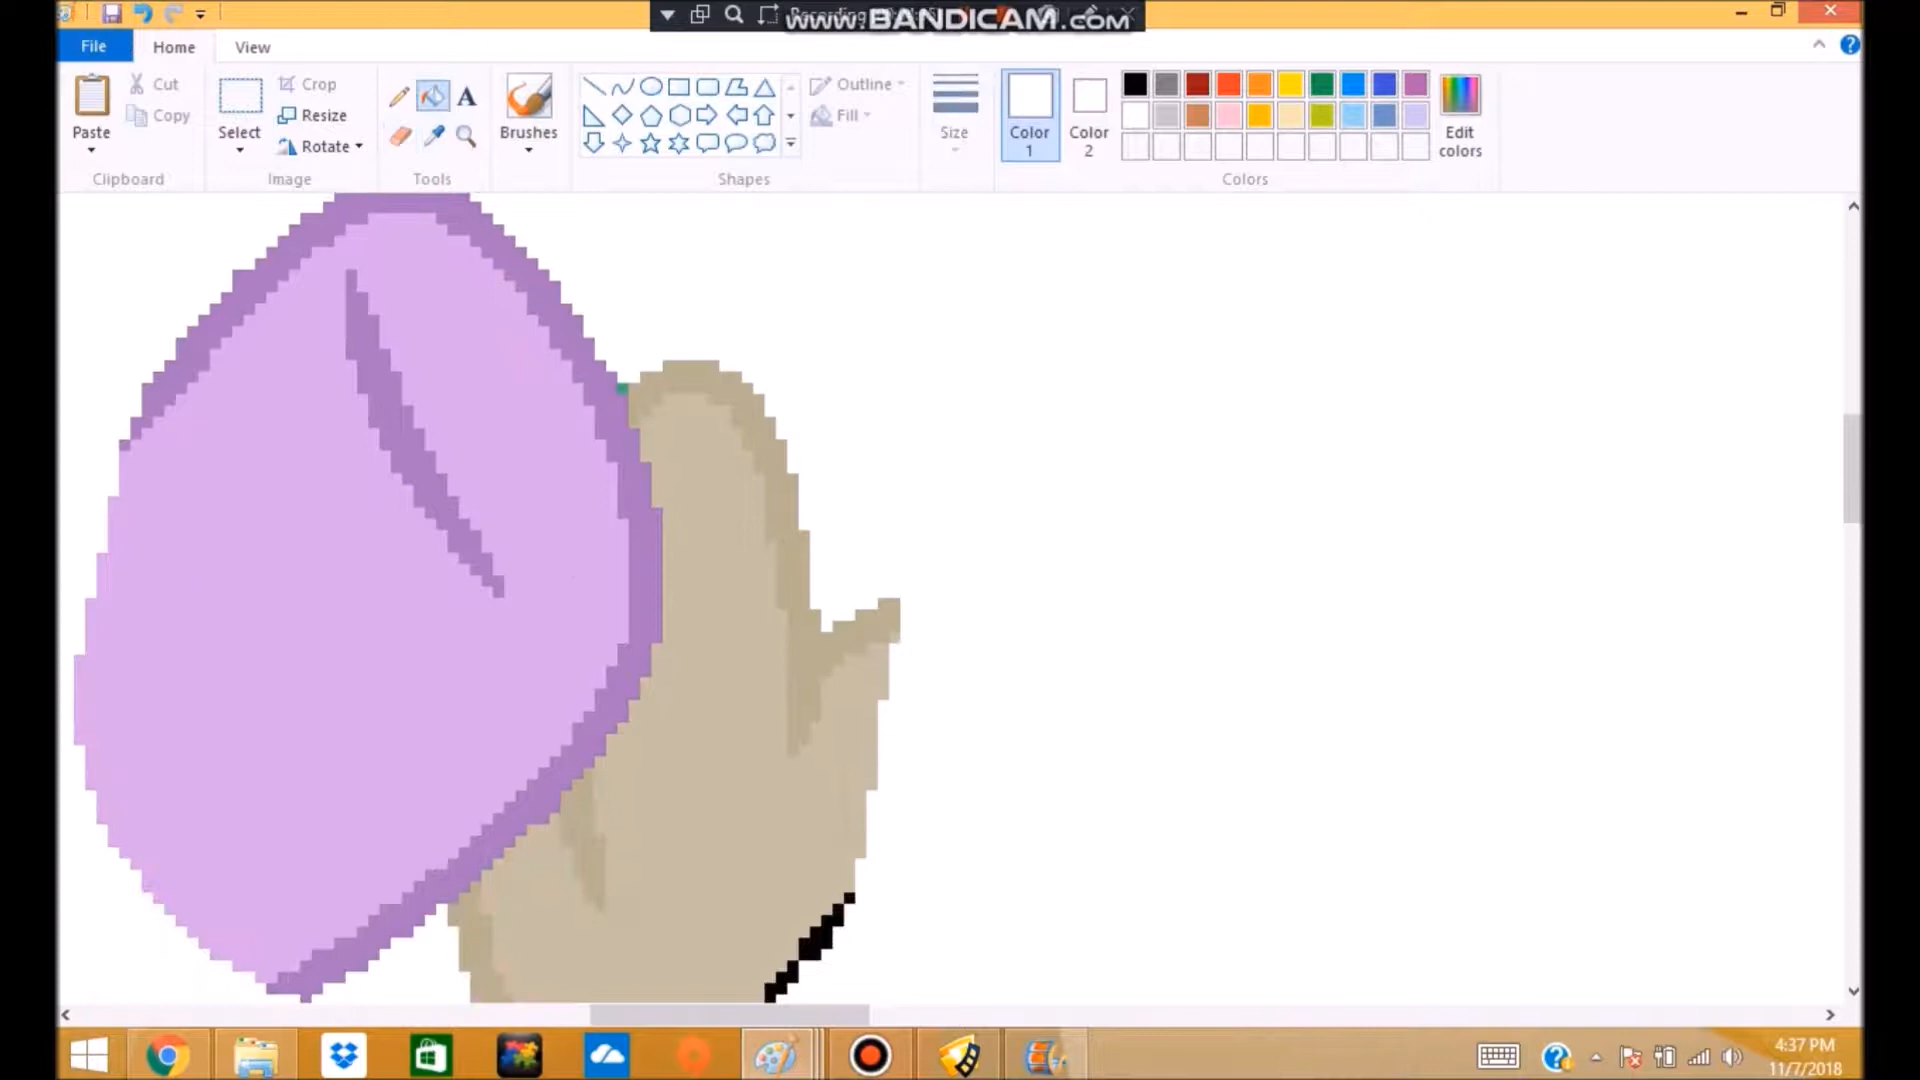 www.BANDICAM.com
File Home View
Paste Cut Copy
Clipboard
Select Crop Resize Rotate
Image
A
Tools
Brushes
Outline Fill
Shapes
Size
Color 1
Color 2
Edit colors
Colors
4:37 PM
11/7/2018